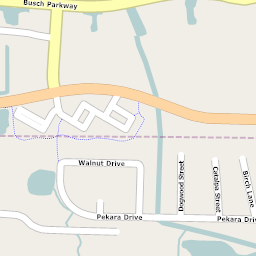 Busch Parkway
Walnut Drive
Dogwood Street
Catalpa Street
Birch Lane
Pekara Drive
Pekara Drive